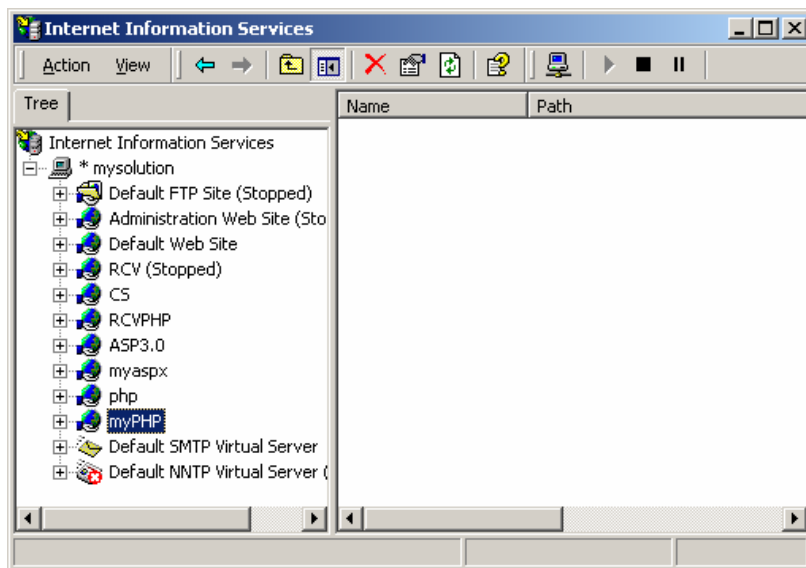 Internet Information Services
Action View
Tree
Name Path
Internet Information Services
* mysolution
Default FTP Site (Stopped)
Administration Web Site (Sto
Default Web Site
RCV (Stopped)
CS
RCVPHP
ASP3.0
myaspx
php
myPHP
Default SMTP Virtual Server
Default NNTP Virtual Server (